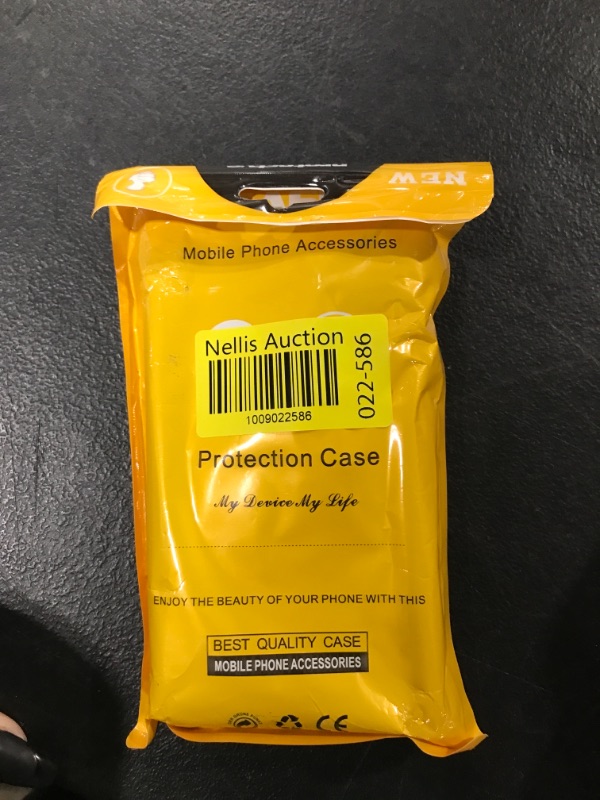 NEW
Mobile Phone Accessories
Nellis Auction
022-586
1009022586
Protection Case
My Device My Life
ENJOY THE BEAUTY OF YOUR PHONE WITH THIS
BEST QUALITY CASE
MOBILE PHONE ACCESSORIES
CE